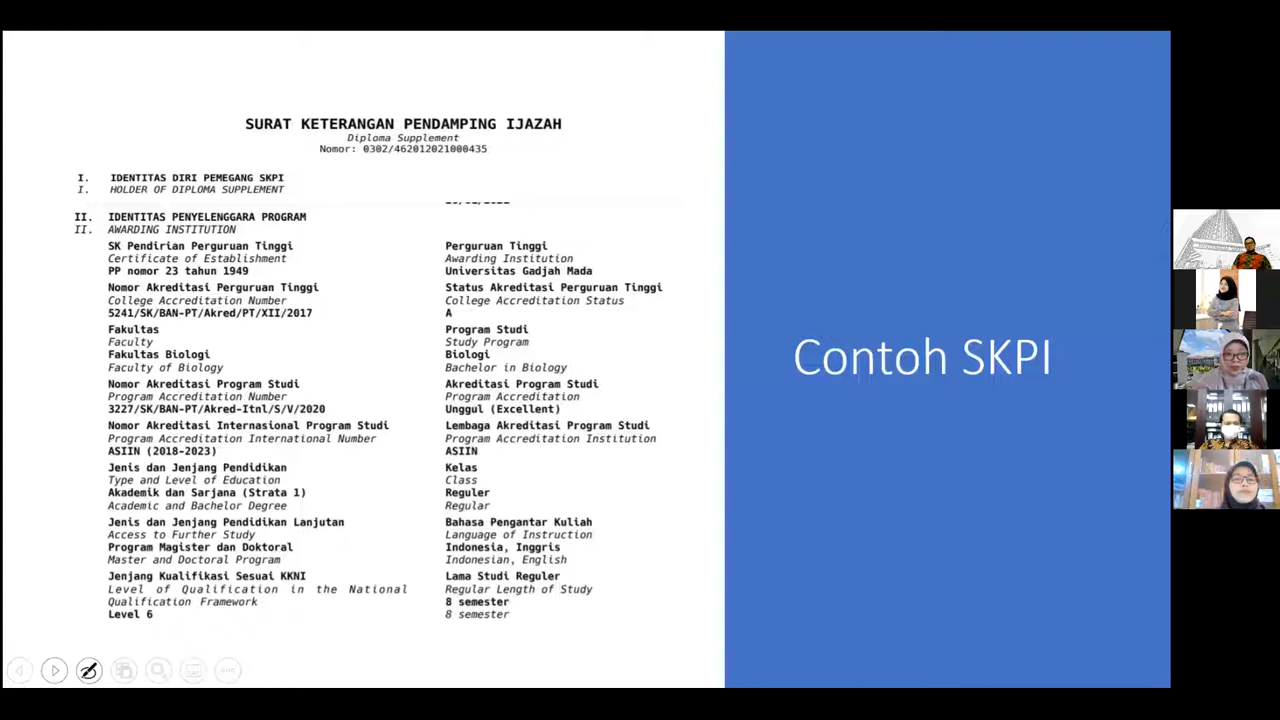 SURAT KETERANGAN PENDAMPING IJAZAH
Diploma Supplement
Nomor: 0302/462012021000435
I. IDENTITAS DIRI PEMEGANG SKPI
I. HOLDER OF DIPLOMA SUPPLEMENT
II. IDENTITAS PENYELENGGARA PROGRAM
II. AWARDING INSTITUTION
SK Pendirian Perguruan Tinggi
Certificate of Establishment
PP nomor 23 tahun 1949
Perguruan Tinggi
Awarding Institution
Universitas Gadjah Mada
Nomor Akreditasi Perguruan Tinggi
College Accreditation Number
5241/SK/BAN-PT/Akred/PT/XII/2017
Status Akreditasi Perguruan Tinggi
College Accreditation Status
A
Fakultas
Faculty
Fakultas Biologi
Faculty of Biology
Program Studi
Study Program
Biologi
Bachelor in Biology
Nomor Akreditasi Program Studi
Program Accreditation Number
3227/SK/BAN-PT/Akred-Itnl/S/V/2020
Akreditasi Program Studi
Program Accreditation
Unggul (Excellent)
Nomor Akreditasi Internasional Program Studi
Program Accreditation International Number
ASIIN (2018-2023)
Lembaga Akreditasi Program Studi
Program Accreditation Institution
ASIIN
Jenis dan Jenjang Pendidikan
Type and Level of Education
Akademik dan Sarjana (Strata 1)
Academic and Bachelor Degree
Kelas
Class
Reguler
Regular
Jenis dan Jenjang Pendidikan Lanjutan
Access to Further Study
Program Magister dan Doktoral
Master and Doctoral Program
Bahasa Pengantar Kuliah
Language of Instruction
Indonesia, Inggris
Indonesian, English
Jenjang Kualifikasi Sesuai KKNI
Level of Qualification in the National
Qualification Framework
Level 6
Lama Studi Reguler
Regular Length of Study
8 semester
8 semester
Contoh SKPI